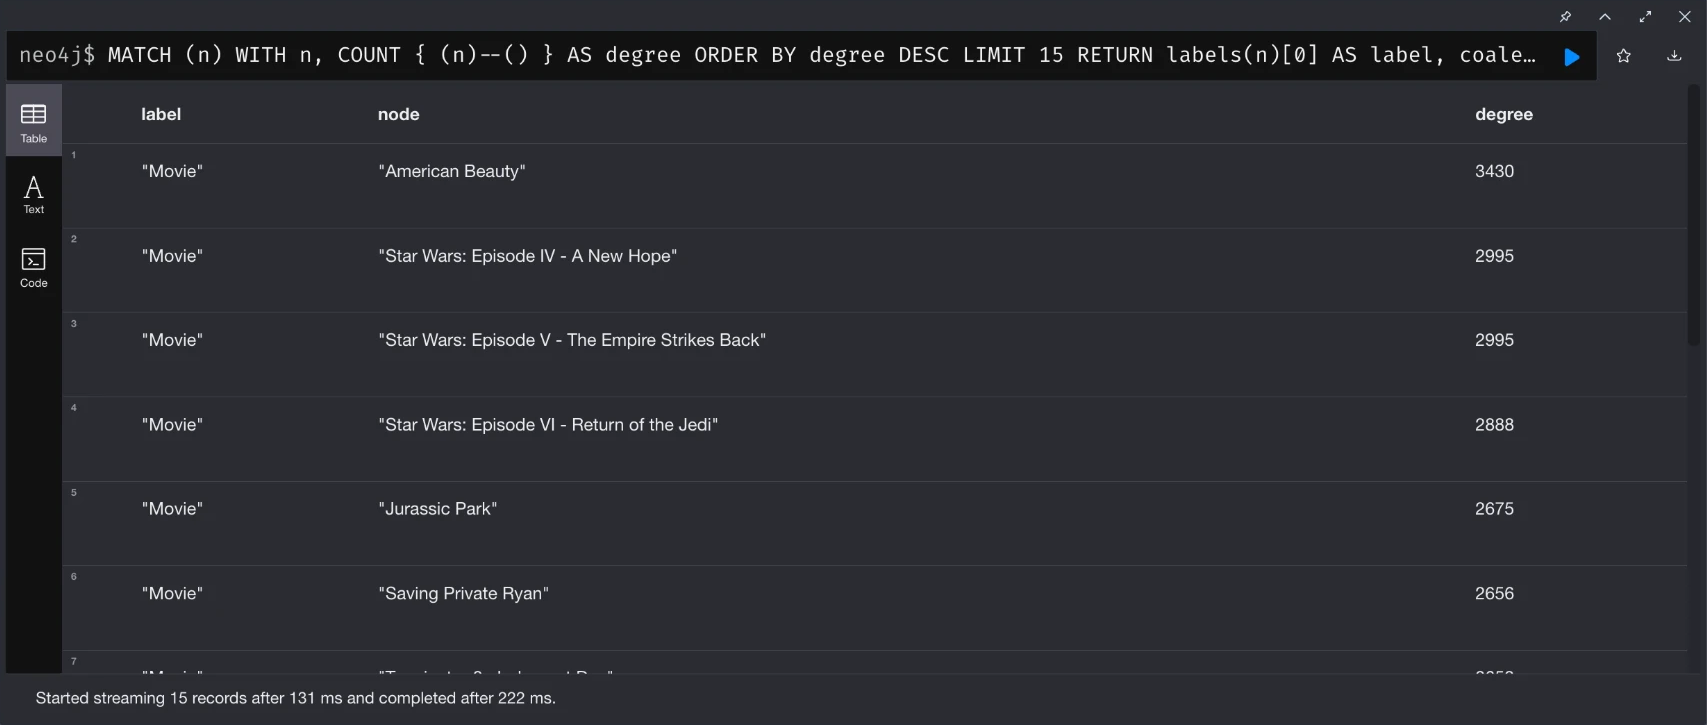 neo4j$ MATCH (n) WITH n, COUNT { (n)--() } AS degree ORDER BY degree DESC LIMIT 15 RETURN labels(n)[0] AS label, coale…
Table
Text
Code
label node degree
1 "Movie" "American Beauty" 3430
2 "Movie" "Star Wars: Episode IV - A New Hope" 2995
3 "Movie" "Star Wars: Episode V - The Empire Strikes Back" 2995
4 "Movie" "Star Wars: Episode VI - Return of the Jedi" 2888
5 "Movie" "Jurassic Park" 2675
6 "Movie" "Saving Private Ryan" 2656
7
Started streaming 15 records after 131 ms and completed after 222 ms.